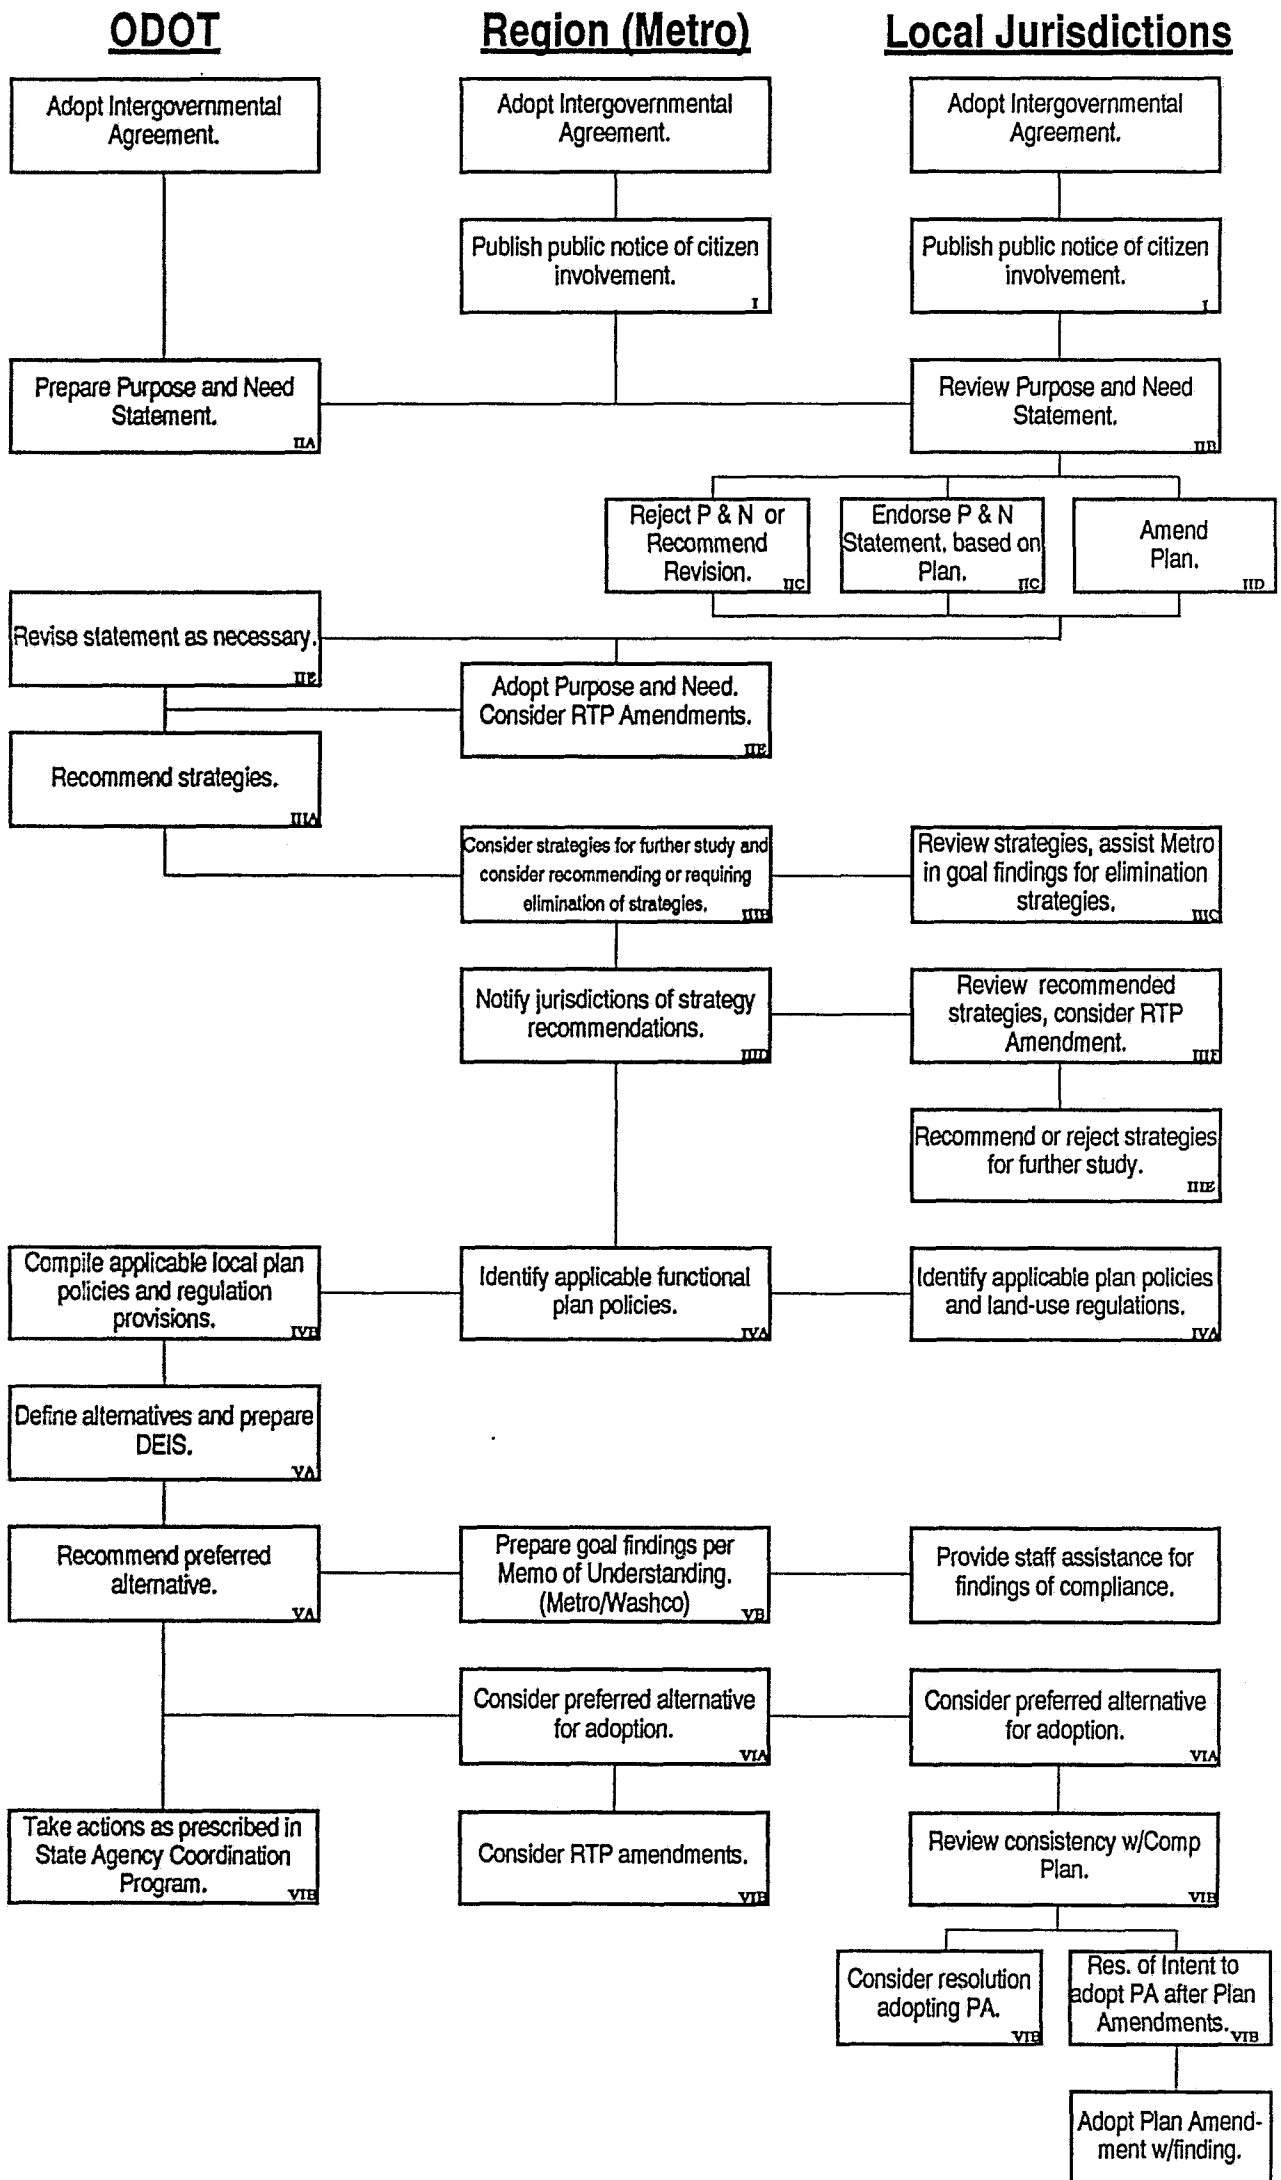 ODOT
Region (Metro)
Local Jurisdictions
Adopt Intergovernmental
Agreement.
Adopt Intergovernmental
Agreement.
Adopt Intergovernmental
Agreement.
Publish public notice of citizen
involvement.
I
Publish public notice of citizen
involvement.
I
Prepare Purpose and Need
Statement.
IIA
Review Purpose and Need
Statement.
IIB
Reject P & N or
Recommend
Revision.
IIC
Endorse P & N
Statement, based on
Plan.
IIC
Amend
Plan.
IID
Revise statement as necessary.
IIE
Adopt Purpose and Need.
Consider RTP Amendments.
IIE
Recommend strategies.
IIIA
Consider strategies for further study and
consider recommending or requiring
elimination of strategies.
IIIB
Review strategies, assist Metro
in goal findings for elimination
strategies.
IIIC
Notify jurisdictions of strategy
recommendations.
IIID
Review recommended
strategies, consider RTP
Amendment.
IIIF
Recommend or reject strategies
for further study.
IIIE
Compile applicable local plan
policies and regulation
provisions.
IVB
Identify applicable functional
plan policies.
IVA
Identify applicable plan policies
and land-use regulations.
IVA
Define alternatives and prepare
DEIS.
VA
Recommend preferred
alternative.
VA
Prepare goal findings per
Memo of Understanding.
(Metro/Washco)
VB
Provide staff assistance for
findings of compliance.
Consider preferred alternative
for adoption.
VIA
Consider preferred alternative
for adoption.
VIA
Take actions as prescribed in
State Agency Coordination
Program.
VIB
Consider RTP amendments.
VIB
Review consistency w/Comp
Plan.
VIB
Consider resolution
adopting PA.
VIB
Res. of Intent to
adopt PA after Plan
Amendments.
VIB
Adopt Plan Amend-
ment w/finding.